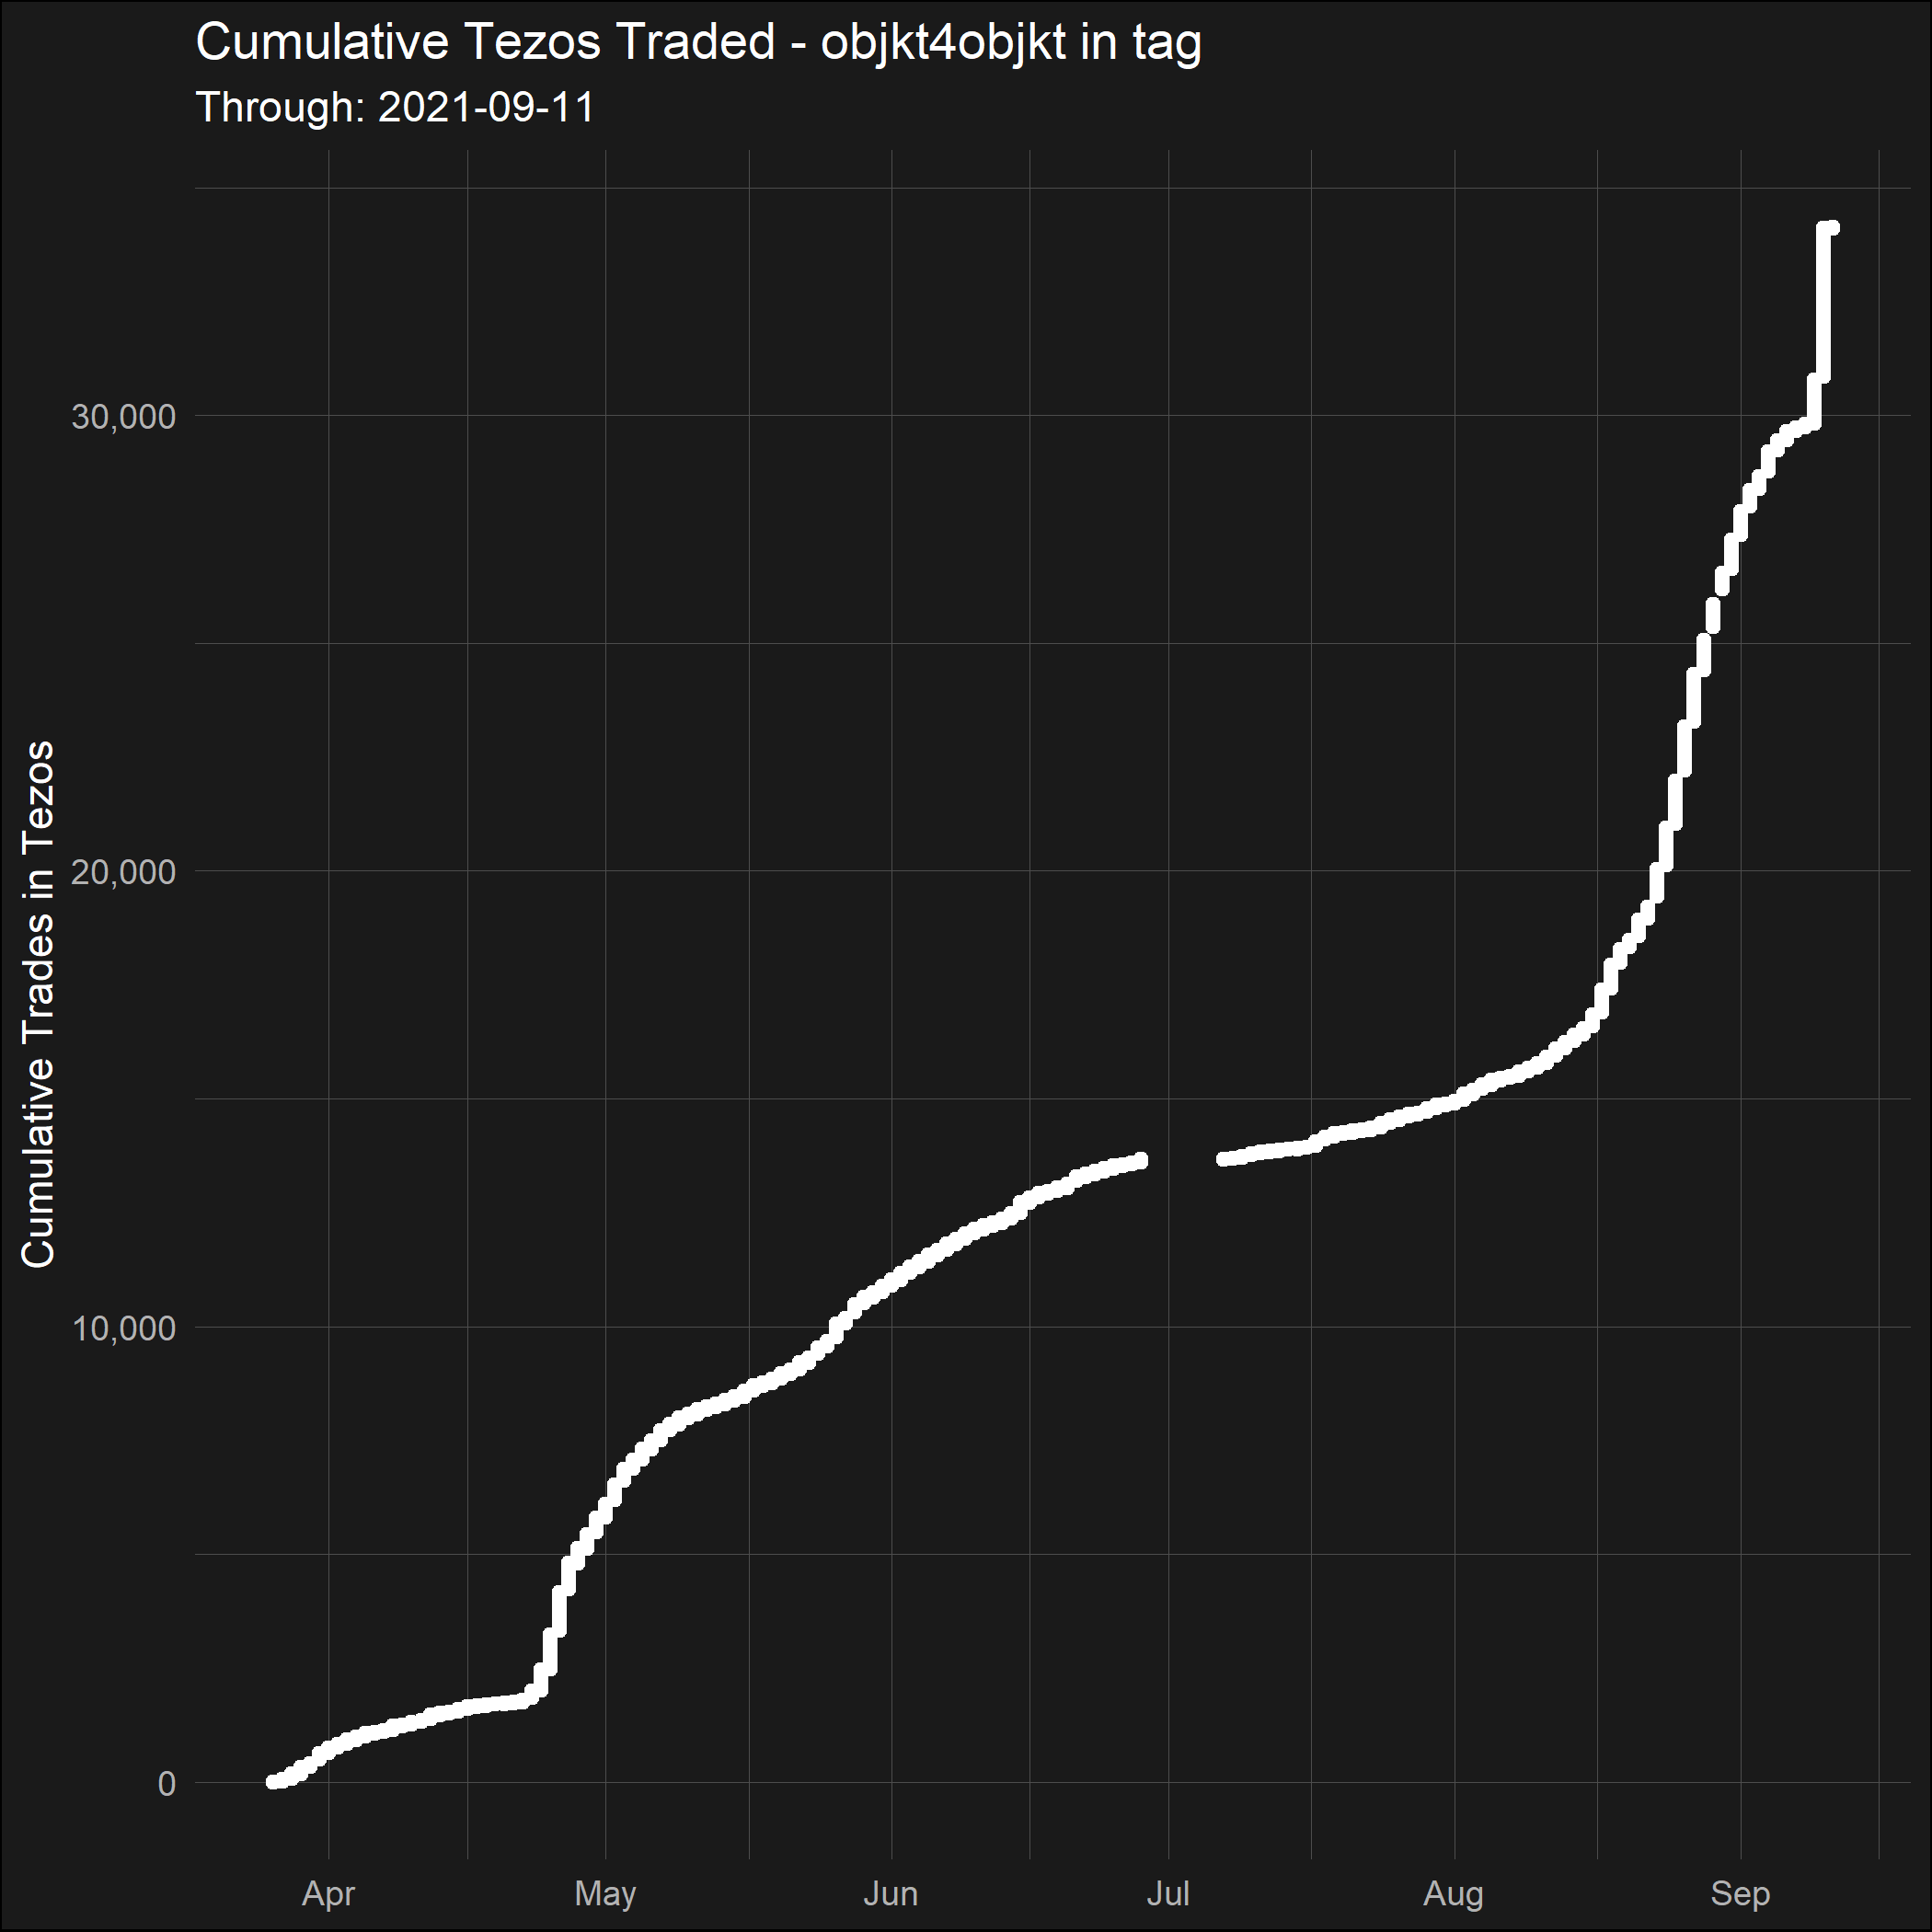 Cumulative Tezos Traded - objkt4objkt in tag
Through: 2021-09-11
Cumulative Trades in Tezos
30,000
20,000
10,000
0
Apr May Jun Jul Aug Sep